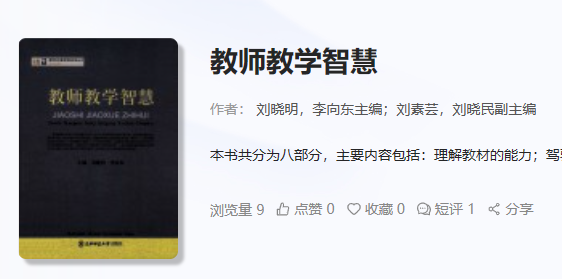 教师教学智慧
JIAOSHI JIAOXUE ZHIHUI
教师教学智慧
作者： 刘晓明，李向东主编；刘素芸，刘晓民副主编
本书共分为八部分，主要内容包括：理解教材的能力；驾
浏览量 9 点赞 0 收藏 0 短评 1 分享